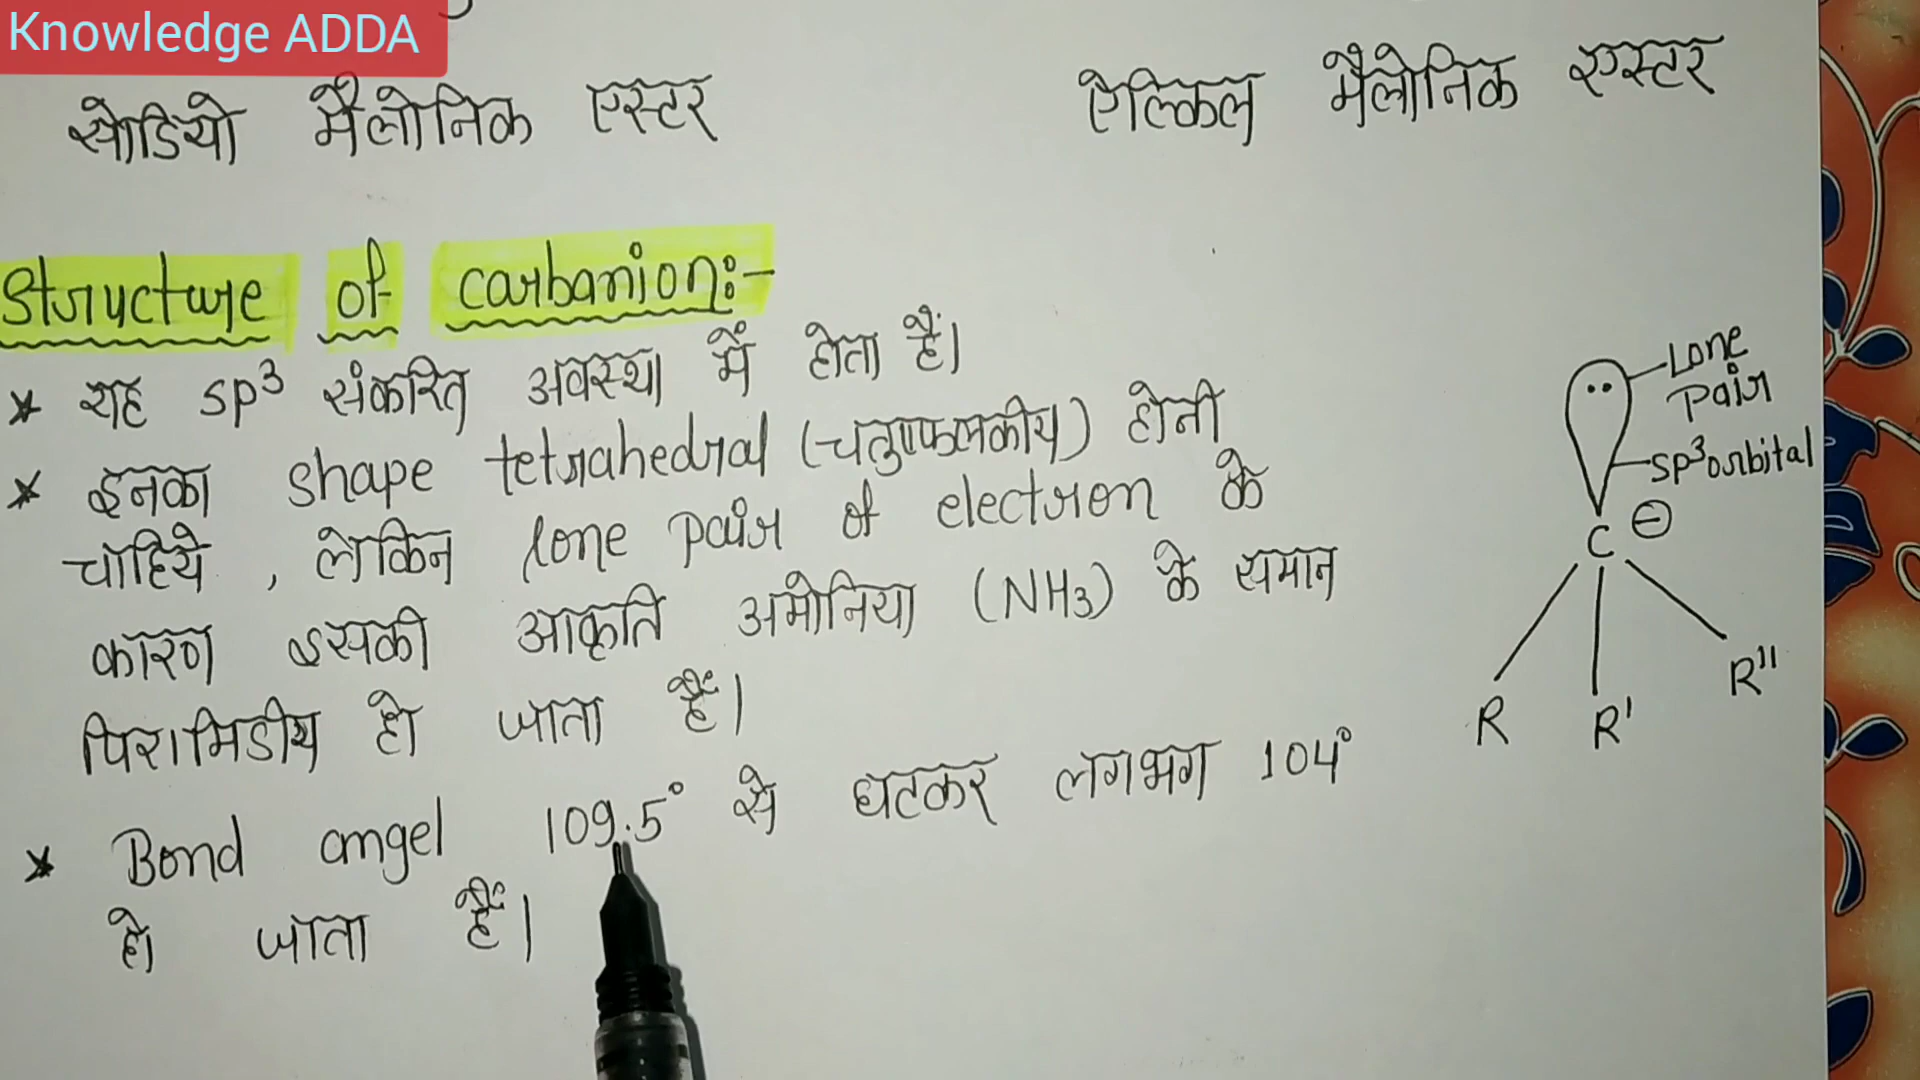 Knowledge ADDA
सोडियो मैलोनिक एस्टर
ऐल्किल मैलोनिक एस्टर
Structure of carbanion:-
* यह sp³ संकरित अवस्था में होता हैं।
* इनका shape tetrahedral (चतुष्फलकीय) होनी
चाहिये , लेकिन lone pair of electron के
कारण इसकी आकृति अमोनिया (NH₃) के समान
पिरामिडीय हो जाता हैं।
* Bond angel 109.5° से घटकर लगभग 104°
हो जाता हैं।
Lone
pair
sp³orbital
C ⊖
R R' R"